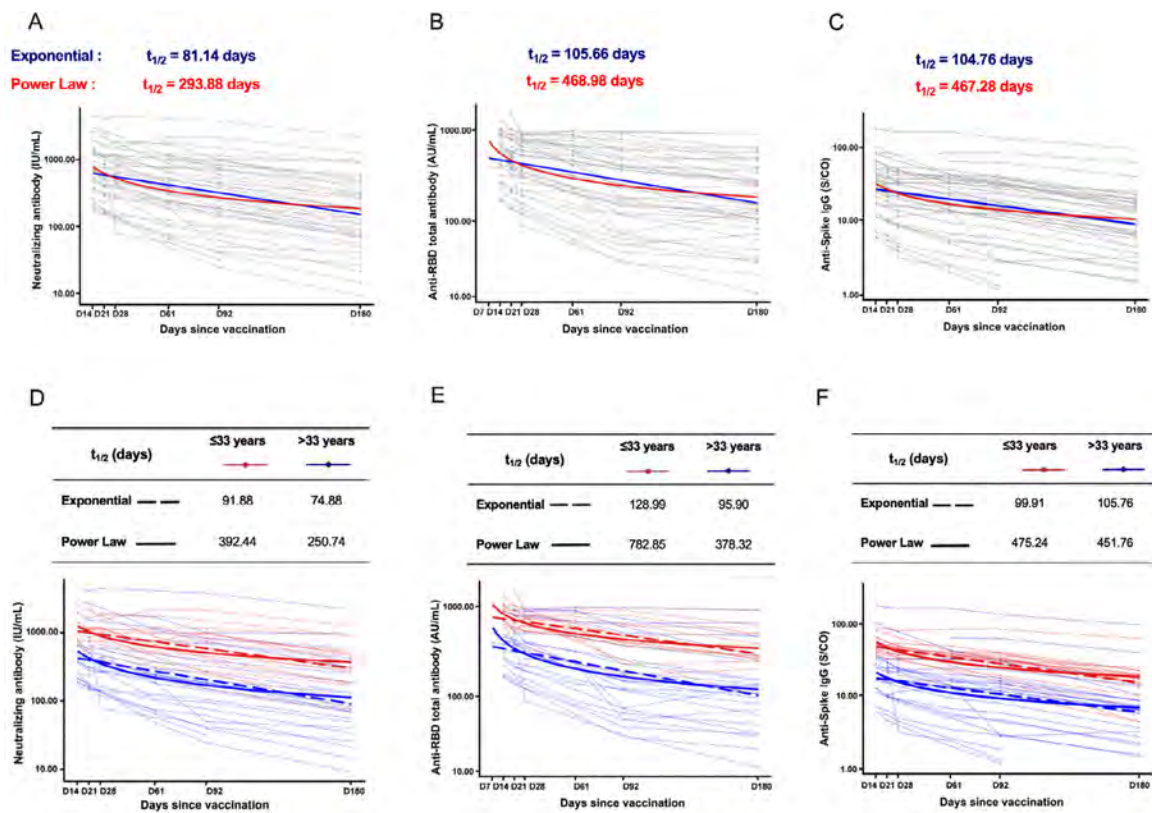 A
B
C
Exponential : t1/2 = 81.14 days
t1/2 = 105.66 days
t1/2 = 104.76 days
Power Law : t1/2 = 293.88 days
t1/2 = 468.98 days
t1/2 = 467.28 days
Neutralizing antibody (IU/mL)
1000.00
100.00
10.00
D14 D21 D28 D61 D92 D180
Days since vaccination
Anti-RBD total antibody (AU/mL)
1000.00
100.00
10.00
D7 D14 D21 D28 D61 D92 D180
Days since vaccination
Anti-Spike IgG (S/CO)
100.00
10.00
1.00
D14 D21 D28 D61 D92 D180
Days since vaccination
D
t1/2 (days) ≤33 years >33 years
Exponential 91.88 74.88
Power Law 392.44 250.74
Neutralizing antibody (IU/mL)
1000.00
100.00
10.00
D14 D21 D28 D61 D92 D180
Days since vaccination
E
t1/2 (days) ≤33 years >33 years
Exponential 128.99 95.90
Power Law 782.85 378.32
Anti-RBD total antibody (AU/mL)
1000.00
100.00
10.00
D7 D14 D21 D28 D61 D92 D180
Days since vaccination
F
t1/2 (days) ≤33 years >33 years
Exponential 99.91 105.76
Power Law 475.24 451.76
Anti-Spike IgG (S/CO)
100.00
10.00
1.00
D14 D21 D28 D61 D92 D180
Days since vaccination